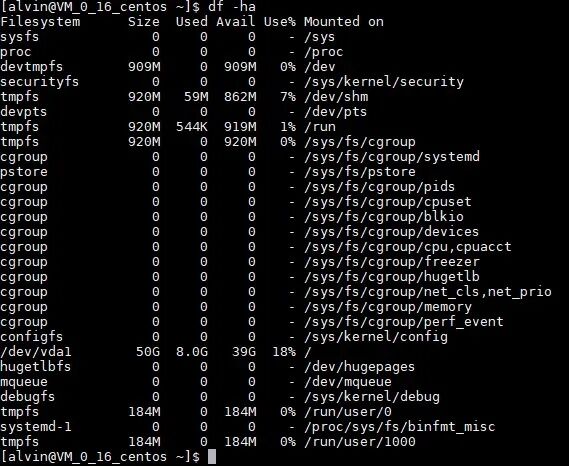 [alvin@VM_0_16_centos ~]$ df -ha
Filesystem Size Used Avail Use% Mounted on
sysfs 0 0 0 - /sys
proc 0 0 0 - /proc
devtmpfs 909M 0 909M 0% /dev
securityfs 0 0 0 - /sys/kernel/security
tmpfs 920M 59M 862M 7% /dev/shm
devpts 0 0 0 - /dev/pts
tmpfs 920M 544K 919M 1% /run
tmpfs 920M 0 920M 0% /sys/fs/cgroup
cgroup 0 0 0 - /sys/fs/cgroup/systemd
pstore 0 0 0 - /sys/fs/pstore
cgroup 0 0 0 - /sys/fs/cgroup/pids
cgroup 0 0 0 - /sys/fs/cgroup/cpuset
cgroup 0 0 0 - /sys/fs/cgroup/blkio
cgroup 0 0 0 - /sys/fs/cgroup/devices
cgroup 0 0 0 - /sys/fs/cgroup/cpu,cpuacct
cgroup 0 0 0 - /sys/fs/cgroup/freezer
cgroup 0 0 0 - /sys/fs/cgroup/hugetlb
cgroup 0 0 0 - /sys/fs/cgroup/net_cls,net_prio
cgroup 0 0 0 - /sys/fs/cgroup/memory
cgroup 0 0 0 - /sys/fs/cgroup/perf_event
configfs 0 0 0 - /sys/kernel/config
/dev/vda1 50G 8.0G 39G 18% /
hugetlbfs 0 0 0 - /dev/hugepages
mqueue 0 0 0 - /dev/mqueue
debugfs 0 0 0 - /sys/kernel/debug
tmpfs 184M 0 184M 0% /run/user/0
systemd-1 0 0 0 - /proc/sys/fs/binfmt_misc
tmpfs 184M 0 184M 0% /run/user/1000
[alvin@VM_0_16_centos ~]$